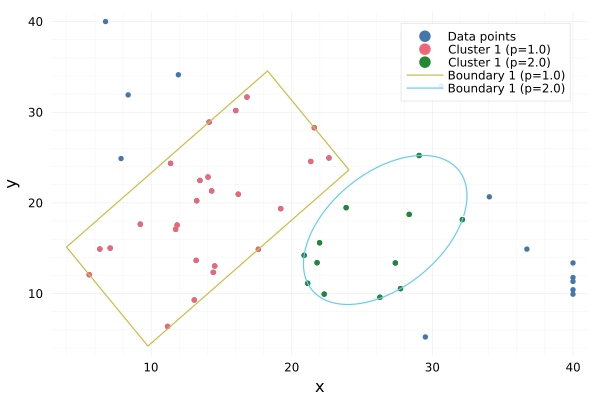 40
30
20
10
y
10
20
30
40
x
Data points
Cluster 1 (p=1.0)
Cluster 1 (p=2.0)
Boundary 1 (p=1.0)
Boundary 1 (p=2.0)